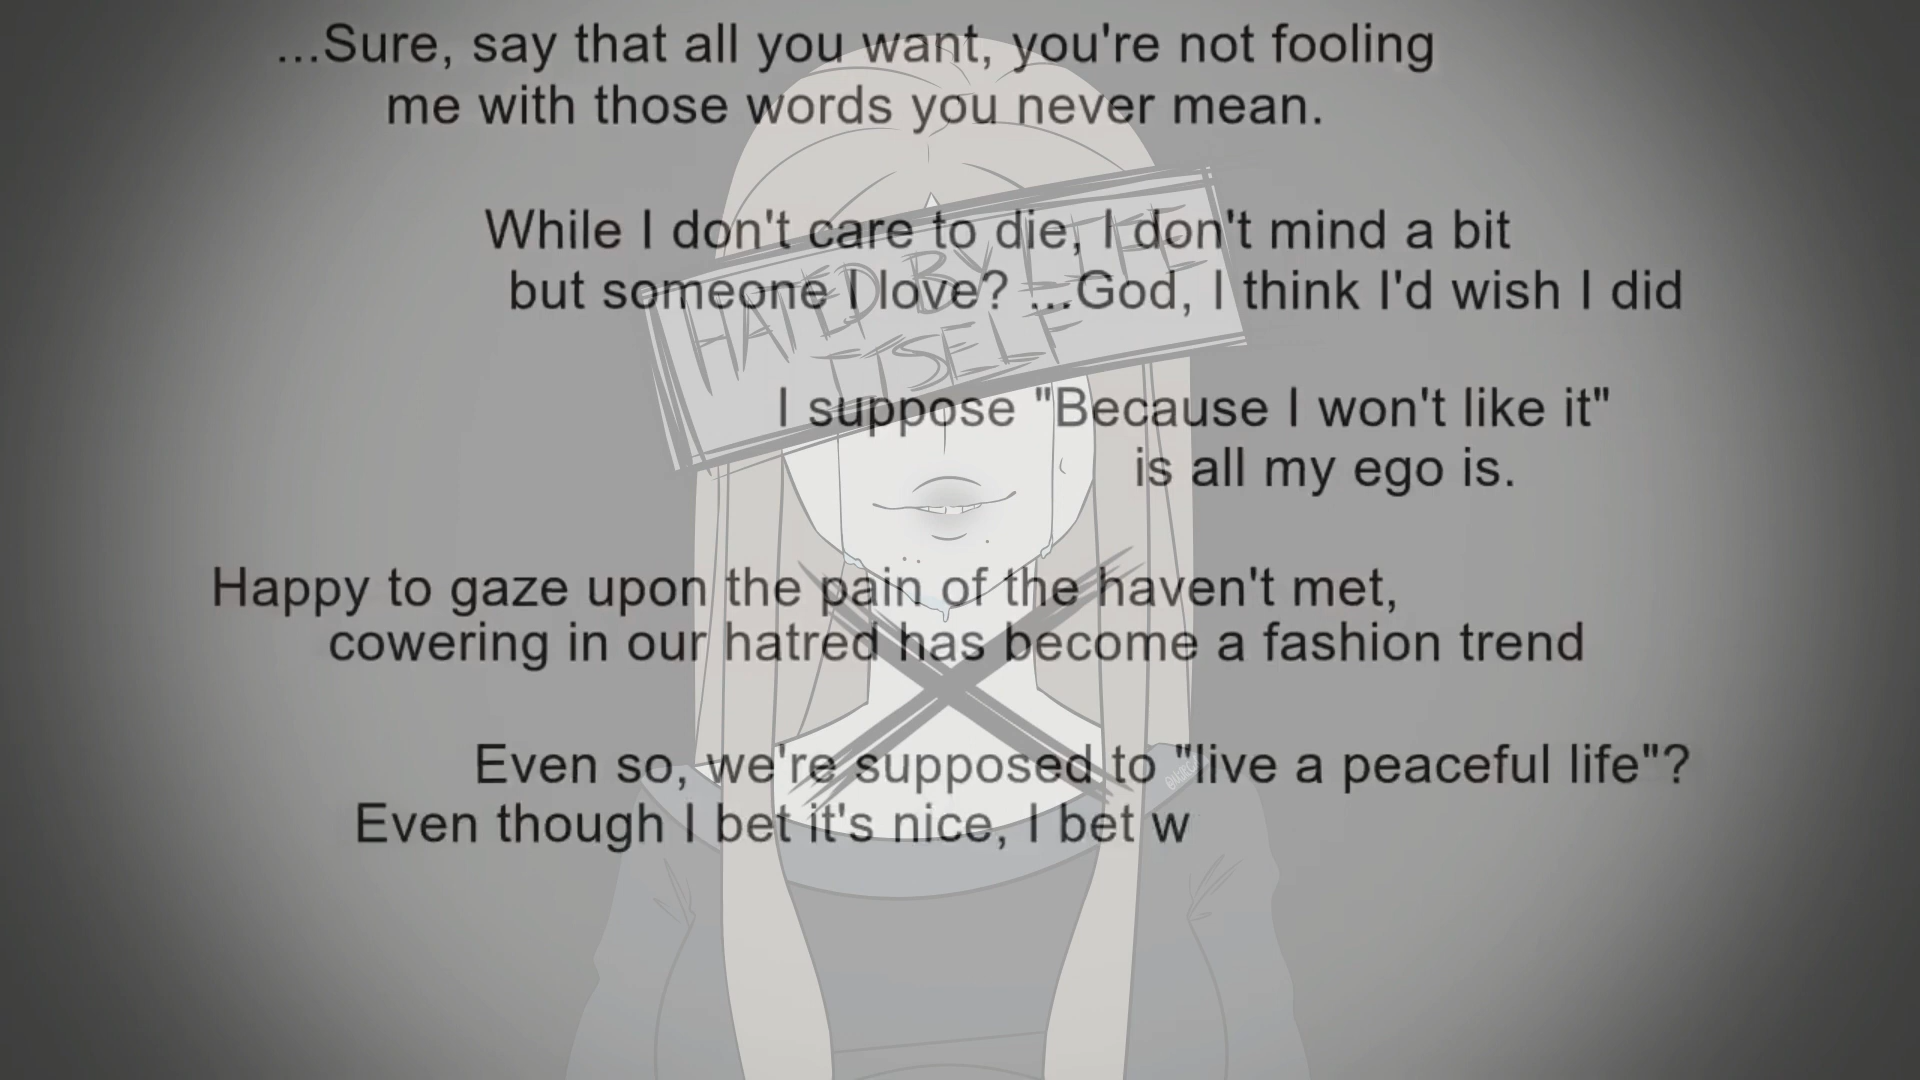 ...Sure, say that all you want, you're not fooling
me with those words you never mean.
While I don't care to die, I don't mind a bit
but someone I love? ...God, I think I'd wish I did
HATED BY LIFE
ITSELF
I suppose "Because I won't like it"
is all my ego is.
Happy to gaze upon the pain of the haven't met,
cowering in our hatred has become a fashion trend
Even so, we're supposed to "live a peaceful life"?
Even though I bet it's nice, I bet w